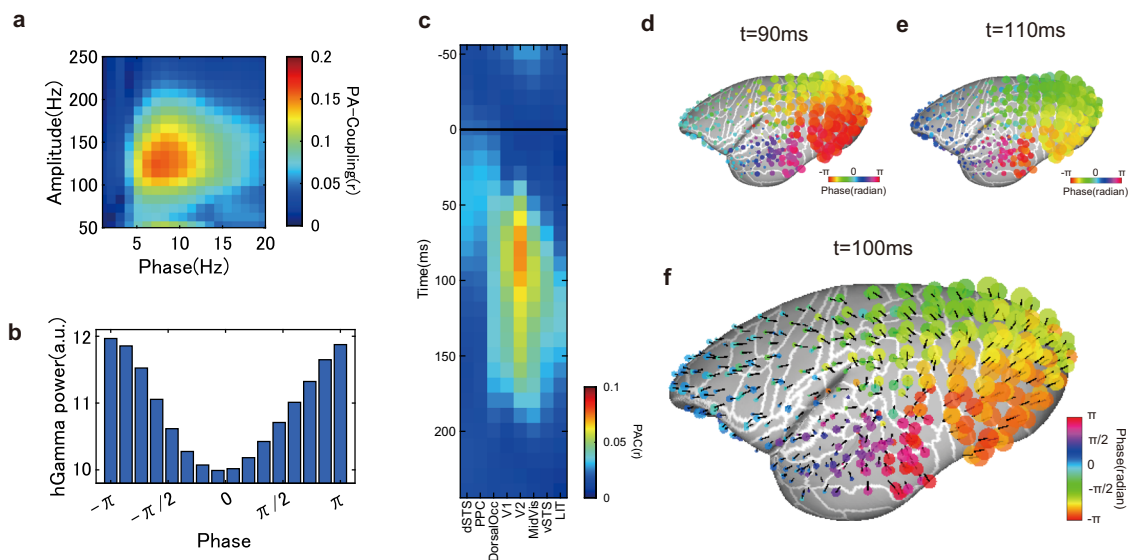 a
Amplitude(Hz)
250
200
150
100
50
5
10
15
20
Phase(Hz)
0.2
0.15
0.1
0.05
0
PA-Coupling(r)
b
hGamma power(a.u.)
12
11
10
−π
−π/2
0
π/2
π
Phase
c
Time(ms)
-50
0
50
100
150
200
dSTS
PPC
DorsalOcc
V1
V2
MidVis
vSTS
LIT
0.1
0.05
0
PAC(r)
d
t=90ms
-π 0 π
Phase(radian)
e
t=110ms
-π 0 π
Phase(radian)
t=100ms
f
π
π/2
0
-π/2
-π
Phase(radian)